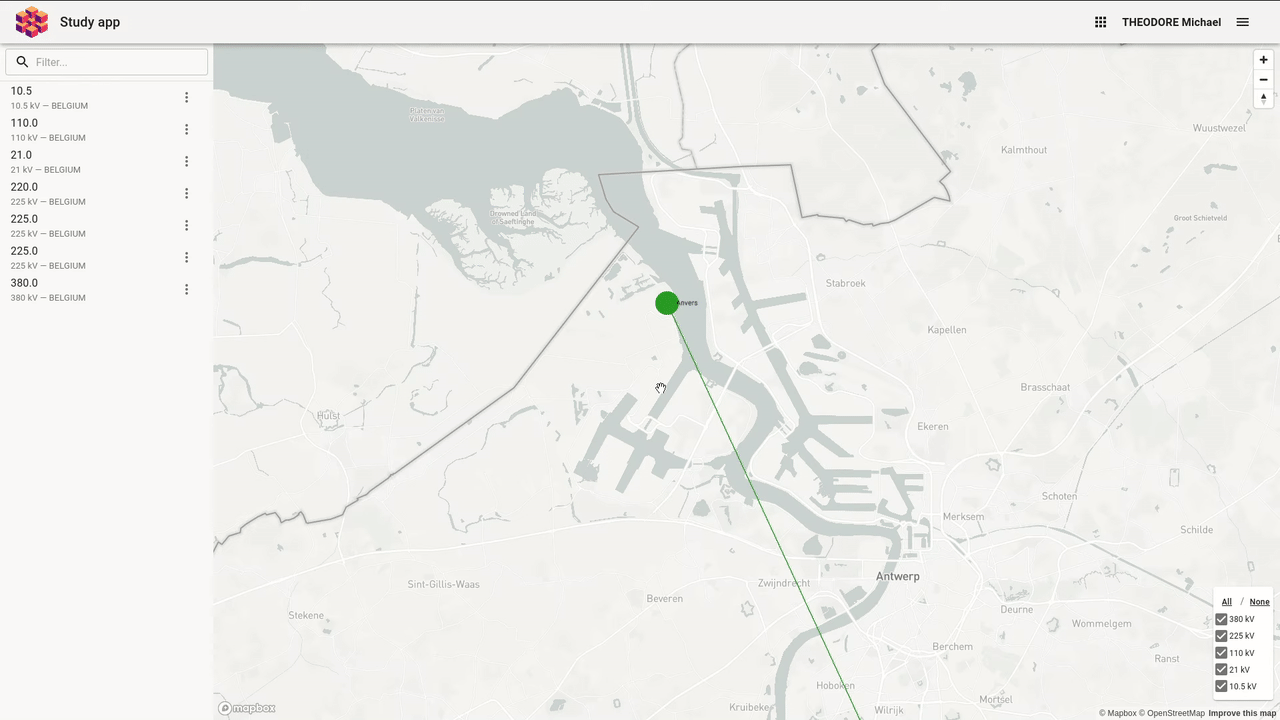 Study app
THEODORE Michael
Filter...
10.5
10.5 kV — BELGIUM
110.0
110 kV — BELGIUM
21.0
21 kV — BELGIUM
220.0
225 kV — BELGIUM
225.0
225 kV — BELGIUM
225.0
225 kV — BELGIUM
380.0
380 kV — BELGIUM
Platen van
Valkenisse
Wuustwezel
Kalmthout
Drowned Land
of Saeftinghe
Groot Schietveld
Stabroek
Anvers
Kapellen
Brasschaat
Hulst
Ekeren
Schoten
Merksem
Schilde
Antwerp
Sint-Gillis-Waas
Zwijndrecht
Beveren
Deurne
Stekene
Wommelgem
Berchem
Ranst
Hoboken
Mortsel
Kruibeke
Wilrijk
All / None
380 kV
225 kV
110 kV
21 kV
10.5 kV
mapbox
© Mapbox © OpenStreetMap Improve this map